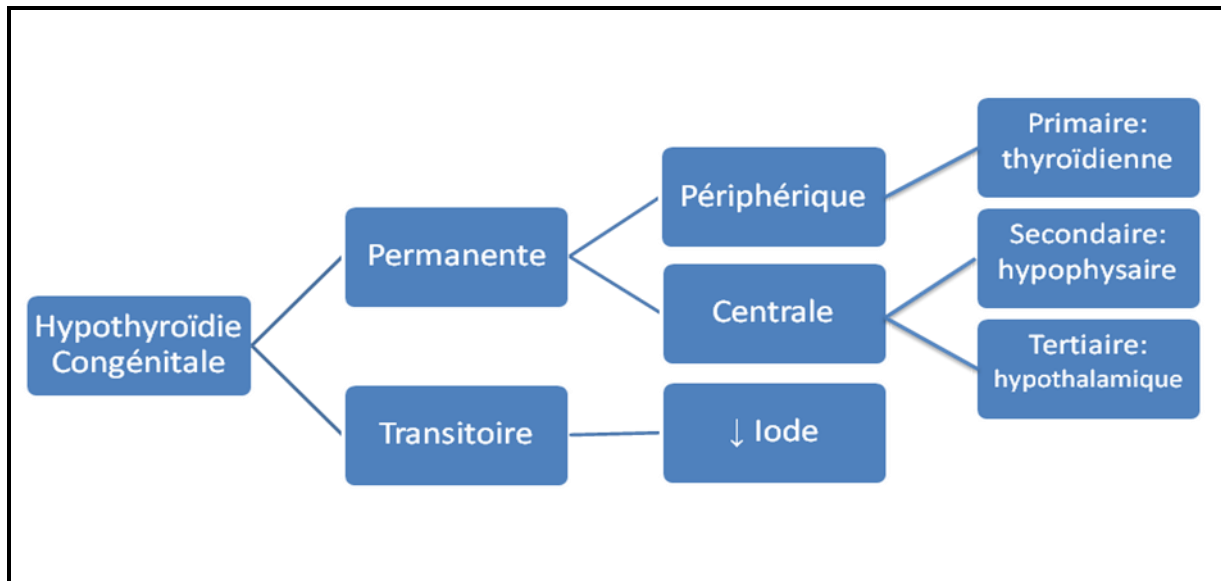 Hypothyroïdie
Congénitale
Permanente
Transitoire
Périphérique
Centrale
↓ Iode
Primaire:
thyroïdienne
Secondaire:
hypophysaire
Tertiaire:
hypothalamique